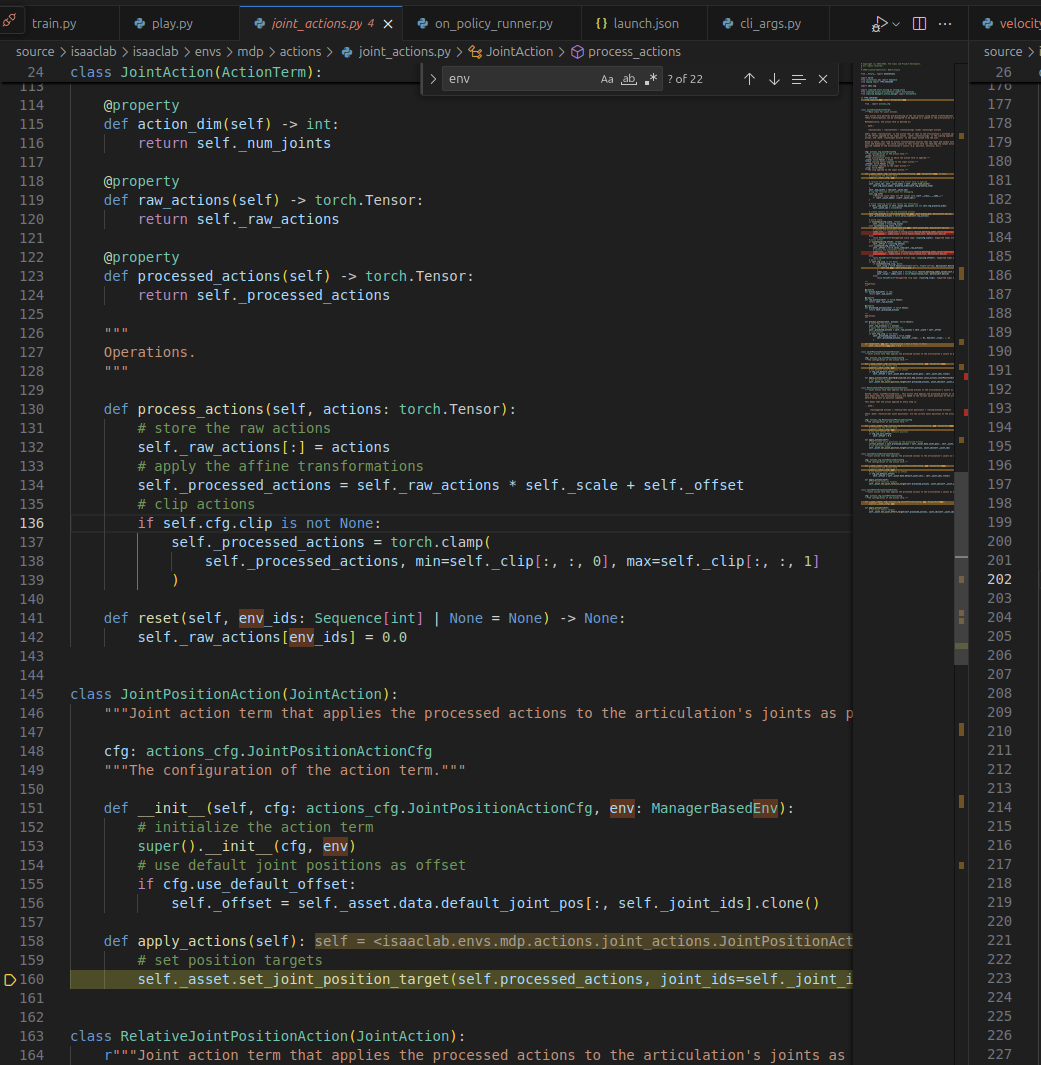 train.py play.py joint_actions.py 4 on_policy_runner.py launch.json cli_args.py velocity
source > isaaclab > isaaclab > envs > mdp > actions > joint_actions.py > JointAction > process_actions source >
24 class JointAction(ActionTerm):
env Aa ab .* ? of 22
113
114 @property
115 def action_dim(self) -> int:
116 return self._num_joints
117
118 @property
119 def raw_actions(self) -> torch.Tensor:
120 return self._raw_actions
121
122 @property
123 def processed_actions(self) -> torch.Tensor:
124 return self._processed_actions
125
126 """
127 Operations.
128 """
129
130 def process_actions(self, actions: torch.Tensor):
131 # store the raw actions
132 self._raw_actions[:] = actions
133 # apply the affine transformations
134 self._processed_actions = self._raw_actions * self._scale + self._offset
135 # clip actions
136 if self.cfg.clip is not None:
137 self._processed_actions = torch.clamp(
138 self._processed_actions, min=self._clip[:, :, 0], max=self._clip[:, :, 1]
139 )
140
141 def reset(self, env_ids: Sequence[int] | None = None) -> None:
142 self._raw_actions[env_ids] = 0.0
143
144
145 class JointPositionAction(JointAction):
146 """Joint action term that applies the processed actions to the articulation's joints as p
147
148 cfg: actions_cfg.JointPositionActionCfg
149 """The configuration of the action term."""
150
151 def __init__(self, cfg: actions_cfg.JointPositionActionCfg, env: ManagerBasedEnv):
152 # initialize the action term
153 super().__init__(cfg, env)
154 # use default joint positions as offset
155 if cfg.use_default_offset:
156 self._offset = self._asset.data.default_joint_pos[:, self._joint_ids].clone()
157
158 def apply_actions(self): self = <isaaclab.envs.mdp.actions.joint_actions.JointPositionAct
159 # set position targets
160 self._asset.set_joint_position_target(self.processed_actions, joint_ids=self._joint_i
161
162
163 class RelativeJointPositionAction(JointAction):
164 r"""Joint action term that applies the processed actions to the articulation's joints as
26
176
177
178
179
180
181
182
183
184
185
186
187
188
189
190
191
192
193
194
195
196
197
198
199
200
201
202
203
204
205
206
207
208
209
210
211
212
213
214
215
216
217
218
219
220
221
222
223
224
225
226
227